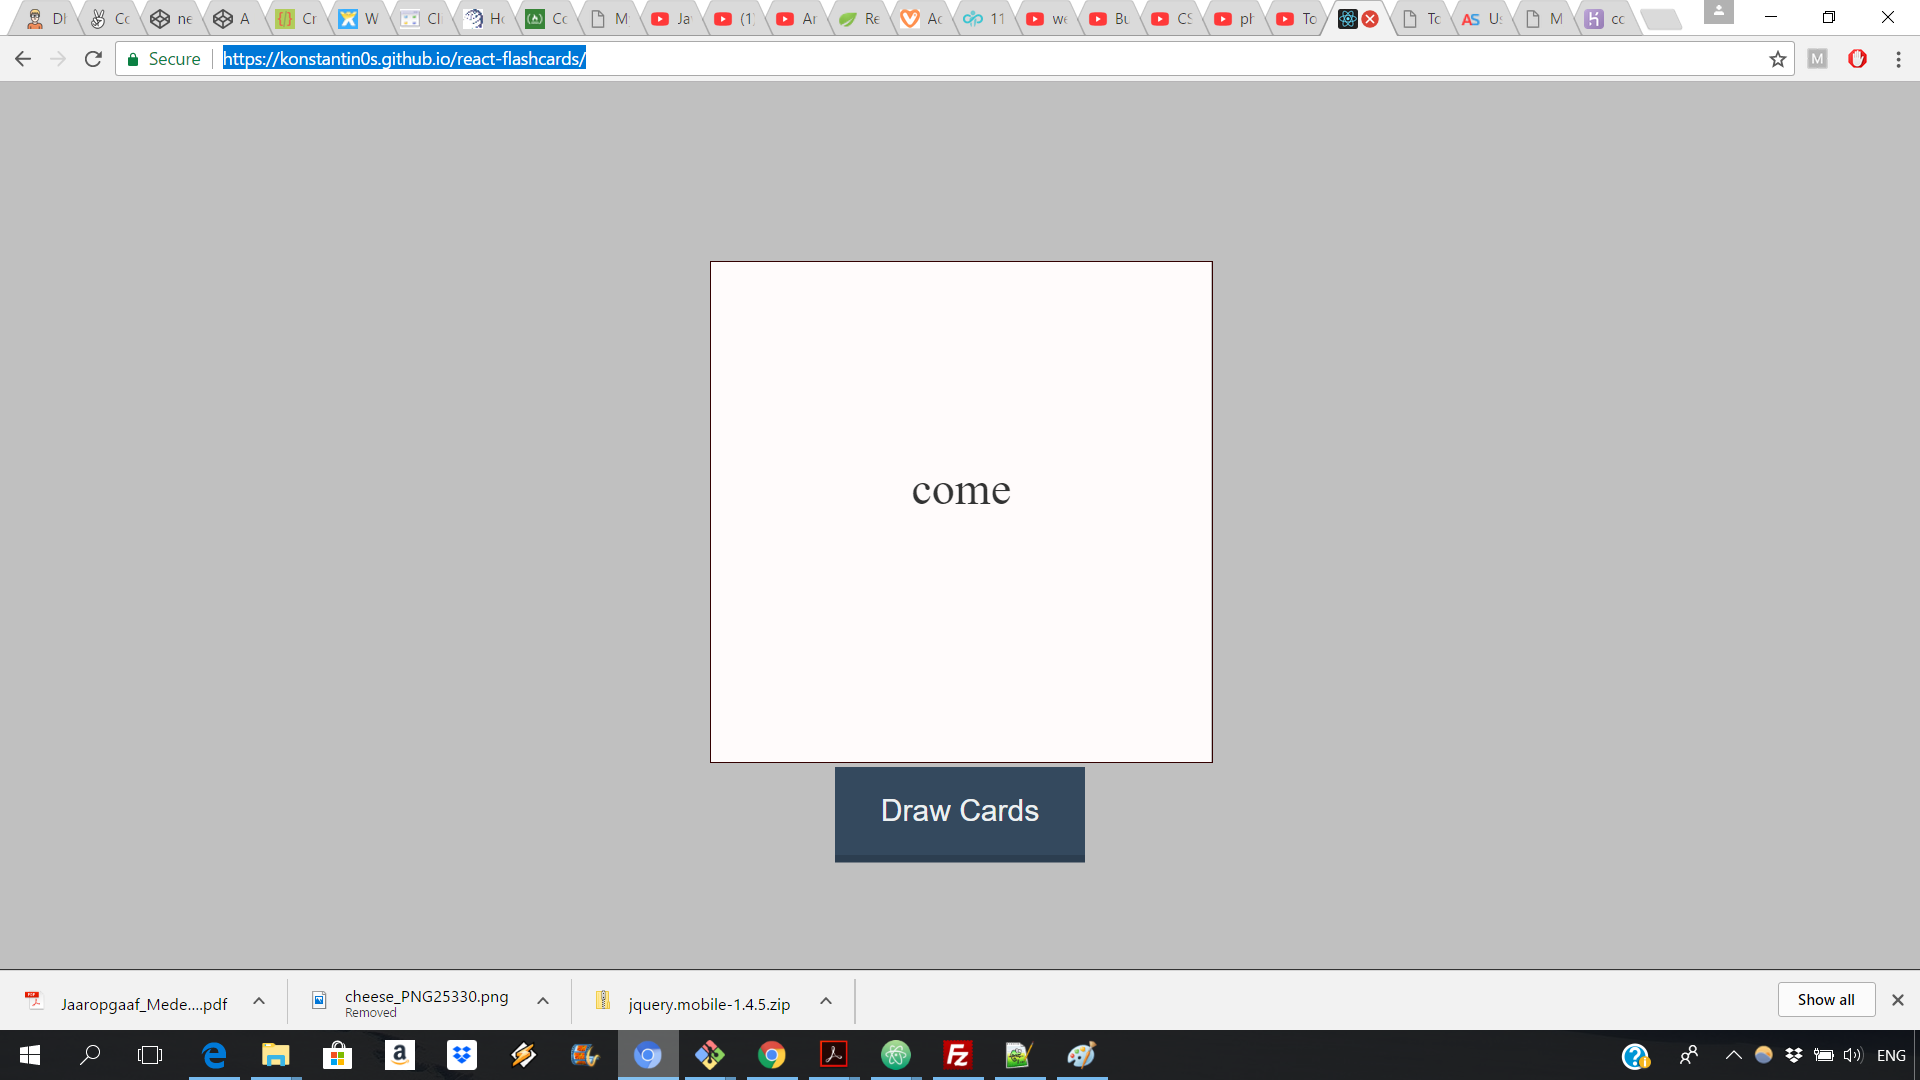 Dl Cc ne A Cr W Cl Hc Cc M Ja (1 Ar Re Ac 11 we Bu CS ph To Tc Us M cc
Secure https://konstantin0s.github.io/react-flashcards/ M
come
Draw Cards
Jaaropgaaf_Mede....pdf
cheese_PNG25330.png
Removed
jquery.mobile-1.4.5.zip
Show all
ENG